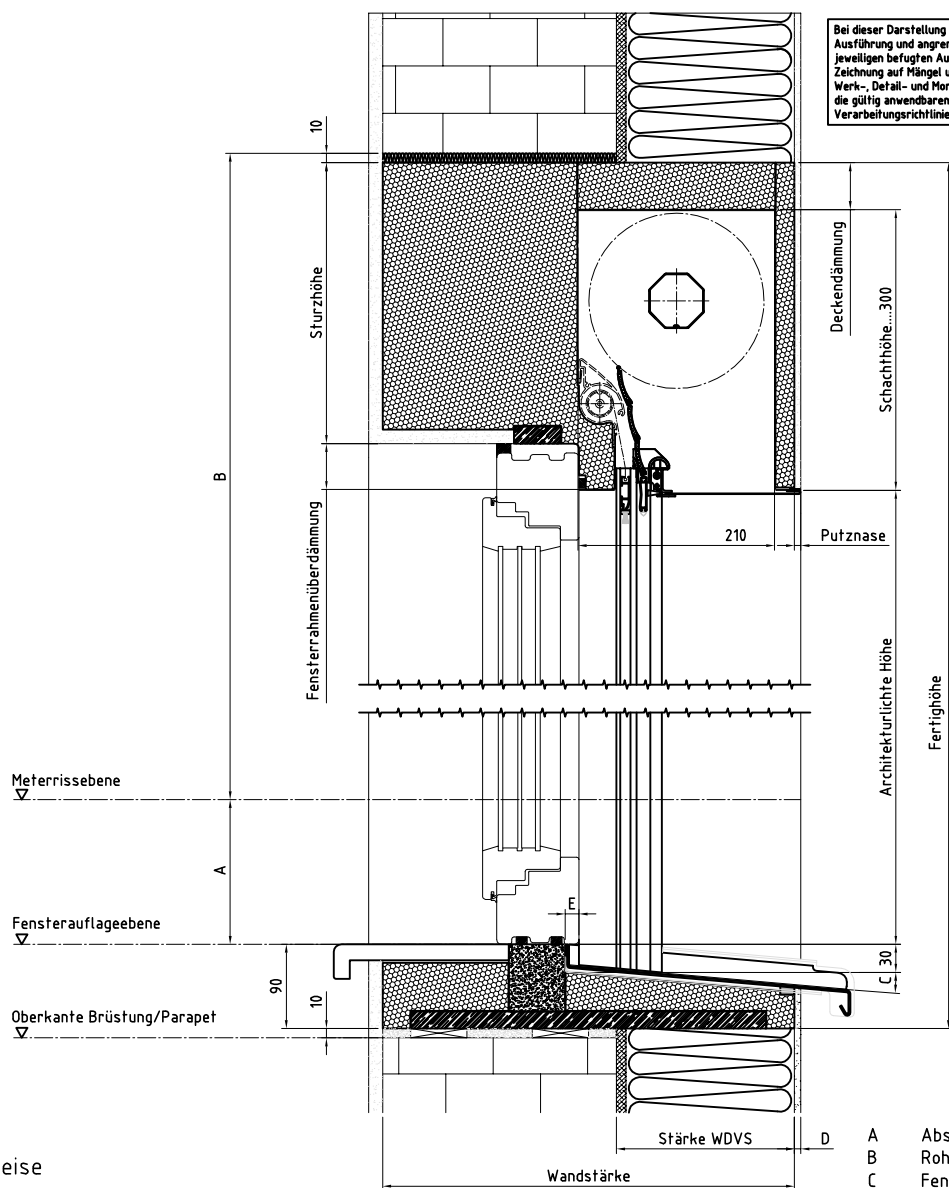 Bei dieser Darstellung
Ausführung und angren
jeweiligen befugten Au
Zeichnung auf Mängel u
Werk-, Detail- und Mon
die gültig anwendbaren
Verarbeitungsrichtlinie
10
Sturzhöhe
Deckendämmung
Schachthöhe...300
B
Fensterrahmenüberdämmung
210
Putznase
Architekturlichte Höhe
Fertighöhe
Meterrissebene
A
E
Fensterauflageebene
30
C
90
10
Oberkante Brüstung/Parapet
Stärke WDVS
D
Wandstärke
eise
A Abs
B Roh
C Fen